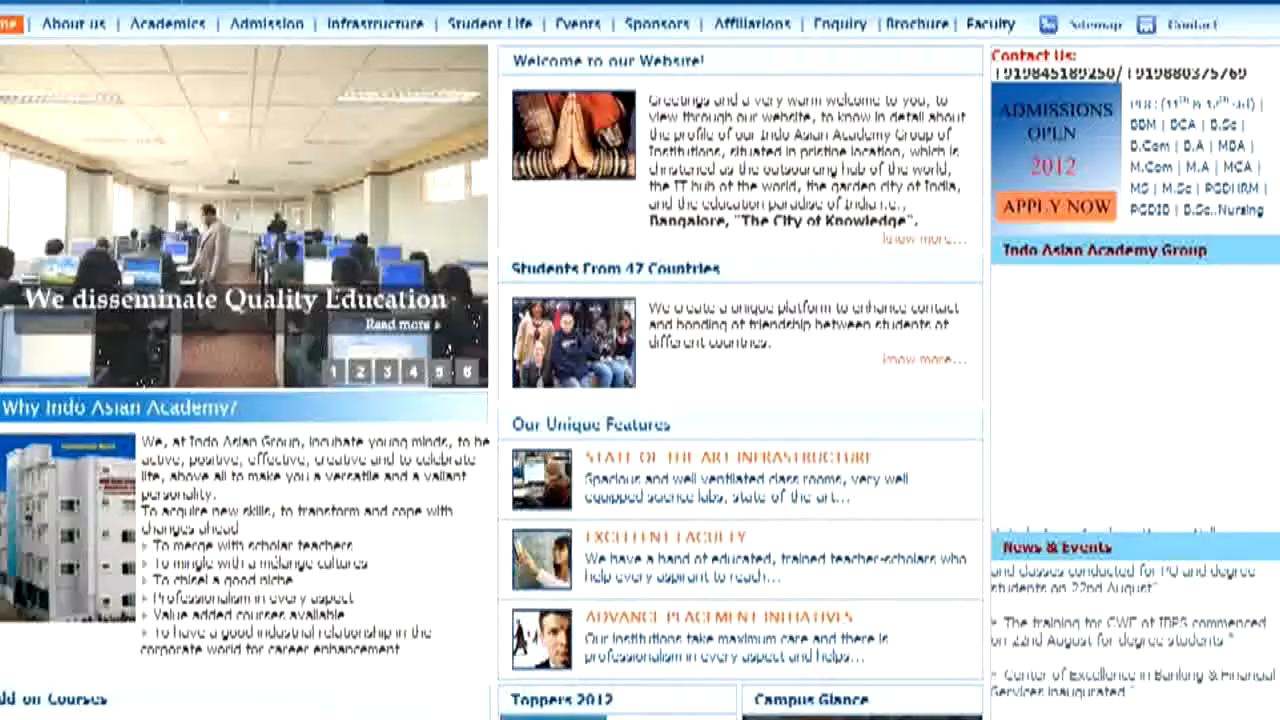 About us | Academics | Admission | Infrastructure | Student Life | Events | Sponsors | Affiliations | Enquiry | Brochure | Faculty Sitemap Contact
We disseminate Quality Education
Read more »
1 2 3 4 5 6
Why Indo Asian Academy?
We, at Indo Asian Group, incubate young minds, to be
active, positive, effective, creative and to celebrate
life, above all to make you a versatile and a valiant
personality.
To acquire new skills, to transform and cope with
changes ahead
To merge with scholar teachers
To mingle with a melange cultures
To chisel a good niche
Professionalism in every aspect
Value added courses available
To have a good industrial relationship in the
corporate world for career enhancement
dd on Courses
Welcome to our Website!
Greetings and a very warm welcome to you, to
view through our website, to know in detail about
the profile of our Indo Asian Academy Group of
Institutions, situated in pristine location, which is
christened as the outsourcing hub of the world,
the IT hub of the world, the garden city of India,
and the education paradise of India i.e.,
Bangalore, "The City of Knowledge".
know more...
Students From 47 Countries
We create a unique platform to enhance contact
and bonding of friendship between students of
different countries.
know more...
Our Unique Features
STATE OF THE ART INFRASTRUCTURE
Spacious and well ventilated class rooms, very well
equipped science labs, state of the art...
EXCELLENT FACULTY
We have a band of educated, trained teacher-scholars who
help every aspirant to reach...
ADVANCE PLACEMENT INITIATIVES
Our institutions take maximum care and there is
professionalism in every aspect and helps...
Toppers 2012
Campus Glance
Contact Us:
+919845189250/ +919880375769
ADMISSIONS
OPEN
2012
APPLY NOW
BBM | BCA | B.Sc |
B.Com | B.A | MBA |
M.Com | M.A | MCA |
MS | M.Sc | PGDHRM |
PGDIB | B.Sc.,Nursing
Indo Asian Academy Group
News & Events
and classes conducted for PU and degree
students on 22nd August"
The training for CWE of IBPS commenced
on 22nd August for degree students "
Center of Excellence in Banking & Financial
Services inaugurated "